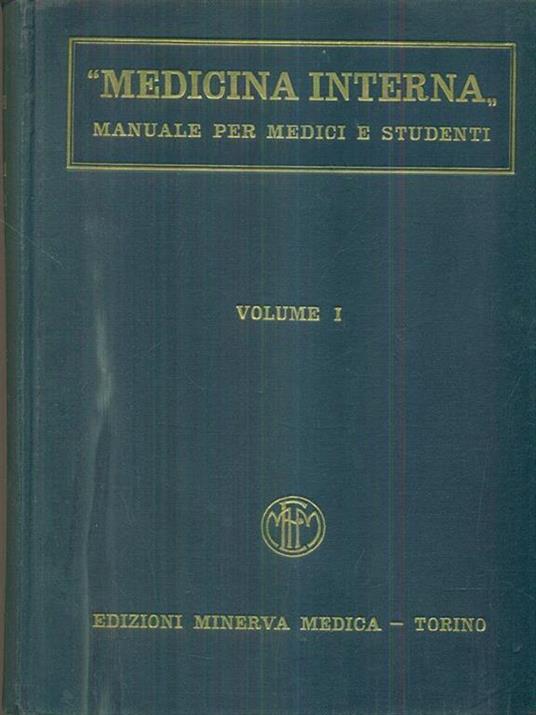 “MEDICINA INTERNA„
MANUALE PER MEDICI E STUDENTI
VOLUME I
EDIZIONI MINERVA MEDICA — TORINO